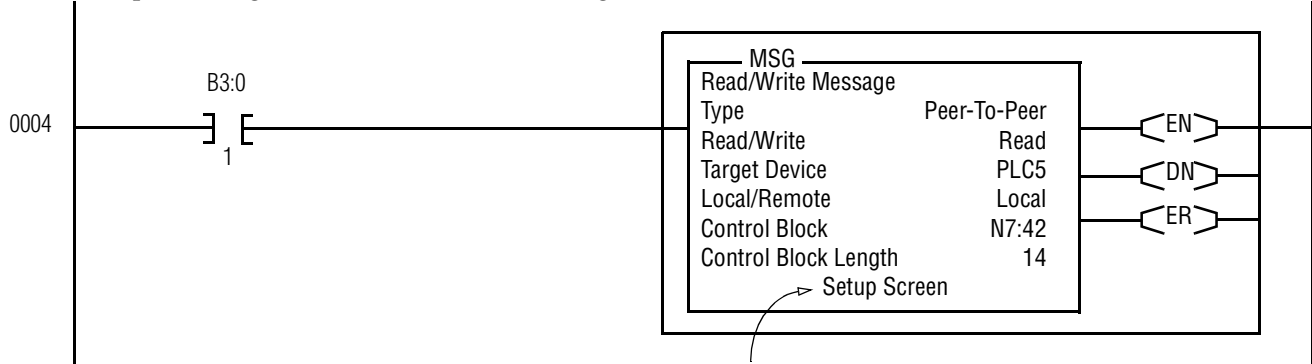 B3:0
0004
1
MSG
Read/Write Message
Type Peer-To-Peer
Read/Write Read
Target Device PLC5
Local/Remote Local
Control Block N7:42
Control Block Length 14
Setup Screen
EN
DN
ER